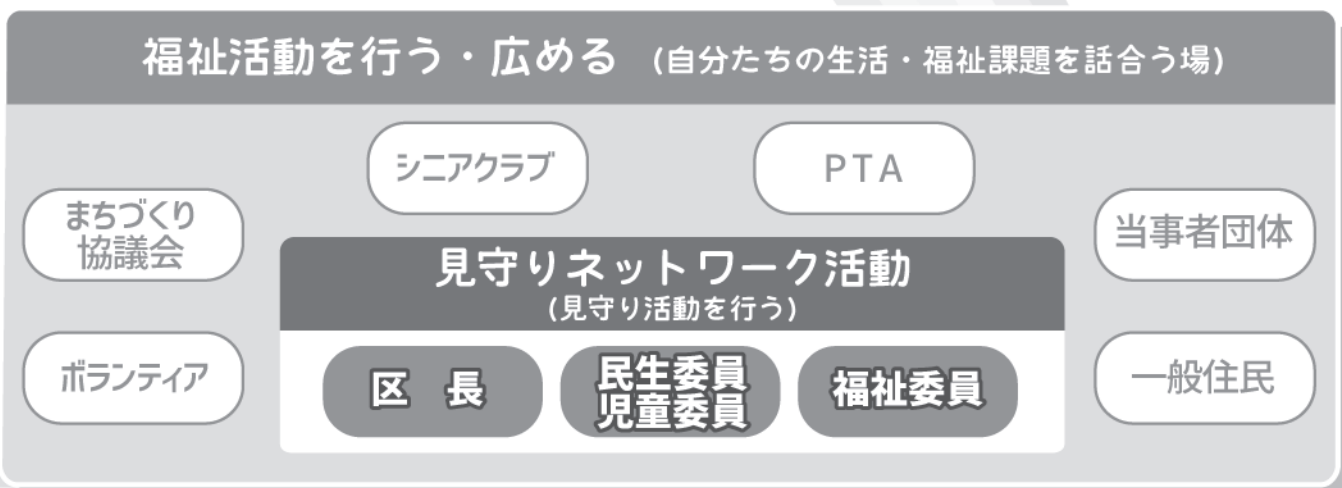 福祉活動を行う・広める (自分たちの生活・福祉課題を話合う場)
シニアクラブ
PTA
まちづくり
協議会
当事者団体
見守りネットワーク活動
(見守り活動を行う)
ボランティア
区 長
民生委員
児童委員
福祉委員
一般住民